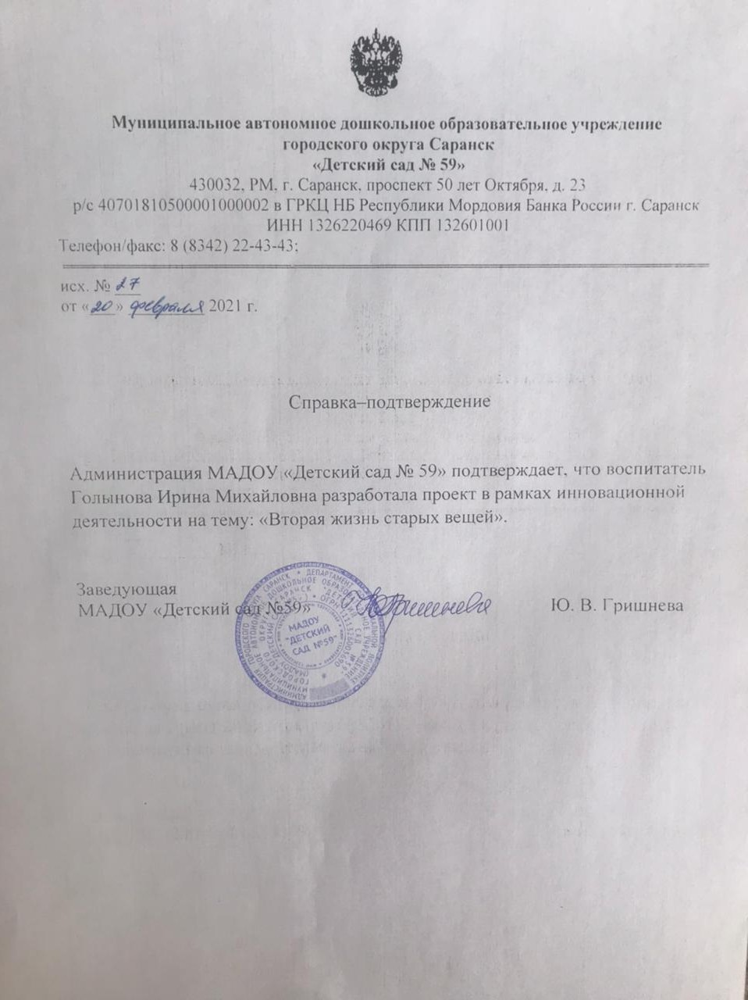 Муниципальное автономное дошкольное образовательное учреждение
городского округа Саранск
«Детский сад № 59»
430032, РМ, г. Саранск, проспект 50 лет Октября, д. 23
р/с 40701810500001000002 в ГРКЦ НБ Республики Мордовия Банка России г. Саранск
ИНН 1326220469 КПП 132601001
Телефон/факс: 8 (8342) 22-43-43;
исх. № 27
от «20» февраля 2021 г.
Справка–подтверждение
Администрация МАДОУ «Детский сад № 59» подтверждает, что воспитатель
Голынова Ирина Михайловна разработала проект в рамках инновационной
деятельности на тему: «Вторая жизнь старых вещей».
Заведующая
МАДОУ «Детский сад №59»
Ю. В. Гришнева
МАДОУ
"ДЕТСКИЙ
САД №59"